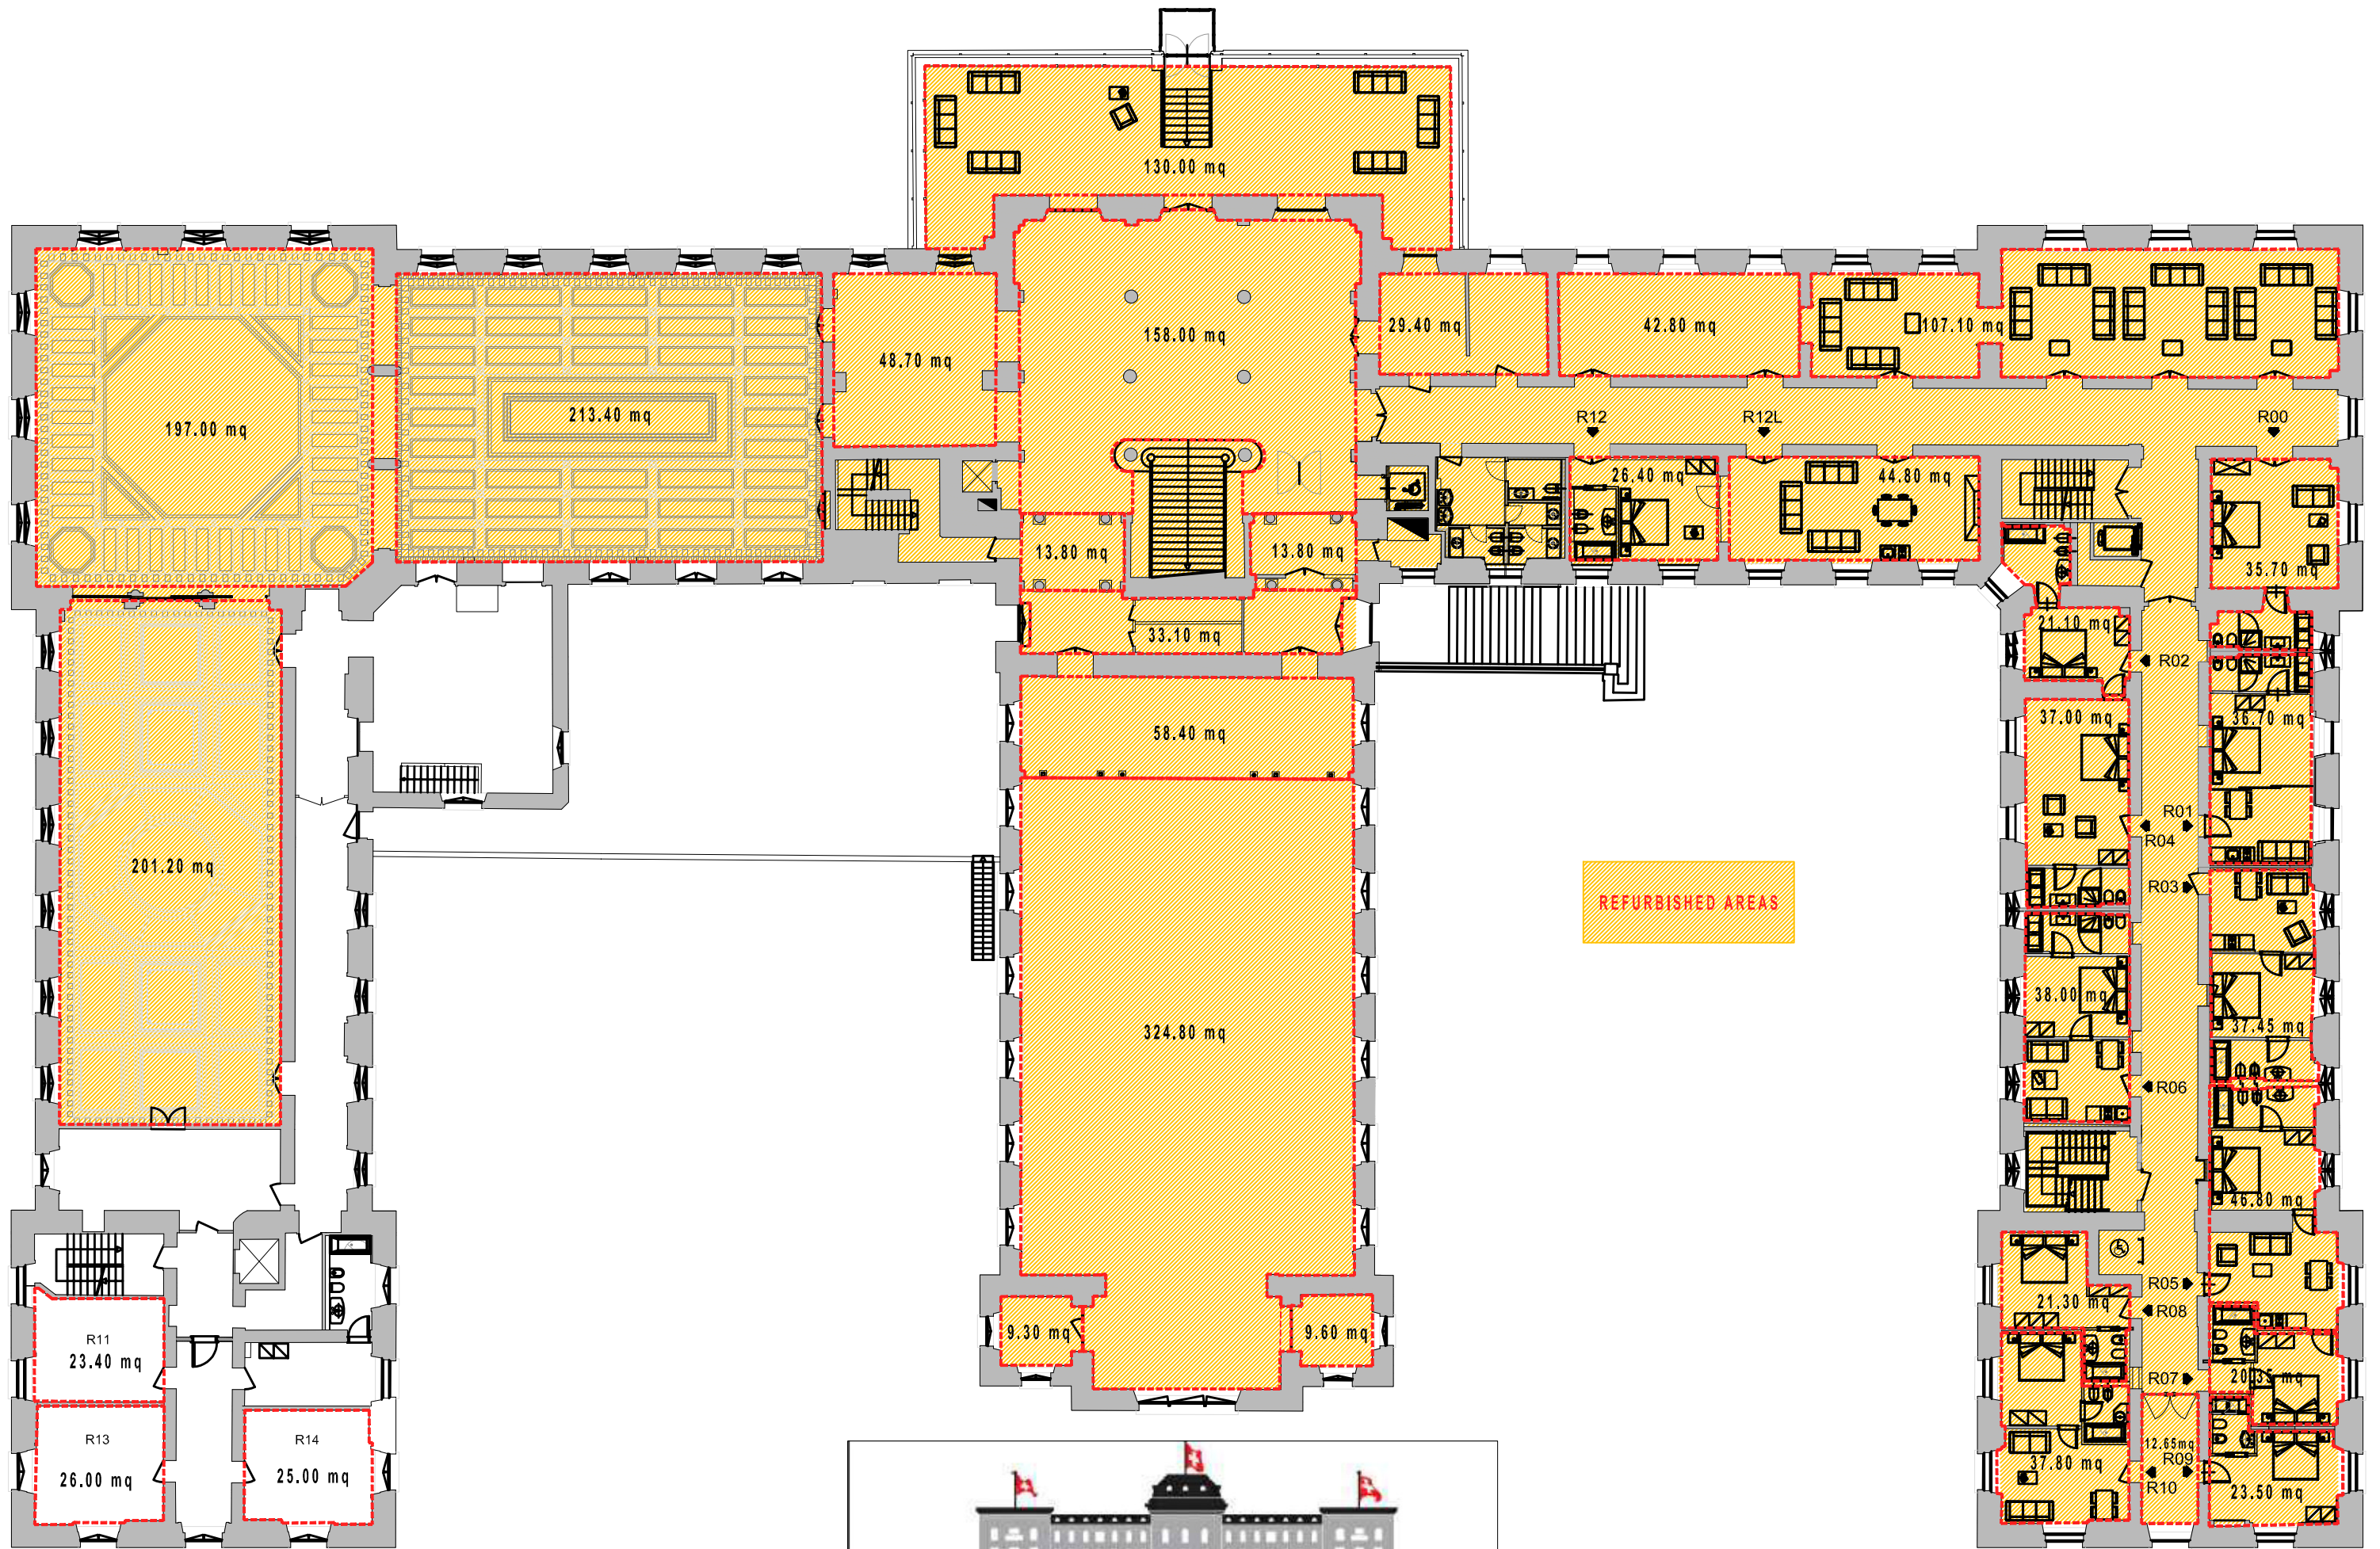 130.00 mq
158.00 mq
29.40 mq
42.80 mq
107.10 mq
48.70 mq
213.40 mq
197.00 mq
R12
R12L
R00
26.40 mq
44.80 mq
13.80 mq
13.80 mq
35.70 mq
33.10 mq
21.10 mq
R02
58.40 mq
37.00 mq
36.70 mq
R01
R04
201.20 mq
R03
REFURBISHED AREAS
38.00 mq
37.45 mq
324.80 mq
R06
46.80 mq
R05
21.30 mq
R08
9.30 mq
9.60 mq
R11
23.40 mq
R07
20.35 mq
R13
26.00 mq
R14
25.00 mq
12.65mq
R09
37.80 mq
R10
23.50 mq